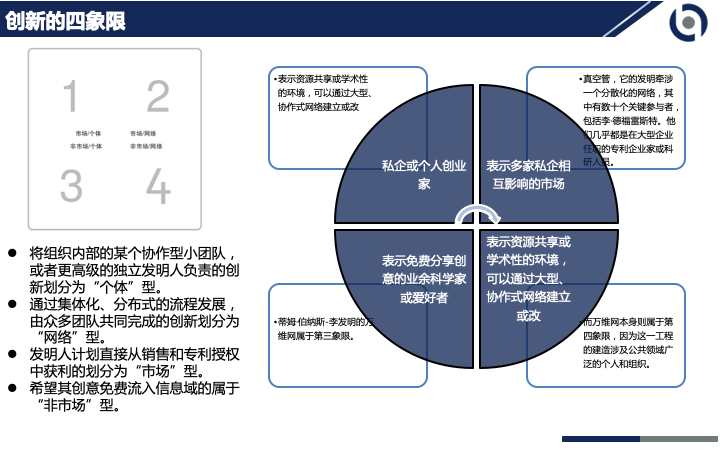 创新的四象限
1 2
市场/个体 市场/网络
非市场/个体 非市场/网络
3 4
● 将组织内部的某个协作型小团队，
或者更高级的独立发明人负责的创
新划分为“个体”型。
● 通过集体化、分布式的流程发展，
由众多团队共同完成的创新划分为
“网络”型。
● 发明人计划直接从销售和专利授权
中获利的划分为“市场”型。
● 希望其创意免费流入信息域的属于
“非市场”型。
•表示资源共享或学术性
的环境，可以通过大型、
协作式网络建立或改
•真空管，它的发明牵涉
一个分散化的网络，其
中有数十个关键参与者，
包括李·德福雷斯特。他
们几乎都是在大型企业
任职的专利企业家或科
研人员。
私企或个人创业
家
表示多家私企相
互影响的市场
表示免费分享创
意的业余科学家
或爱好者
表示资源共享或
学术性的环境，
可以通过大型、
协作式网络建立
或改
•蒂姆·伯纳斯-李发明的万
维网属于第三象限。
•而万维网本身则属于第
四象限，因为这一工程
的建造涉及公共领域广
泛的个人和组织。